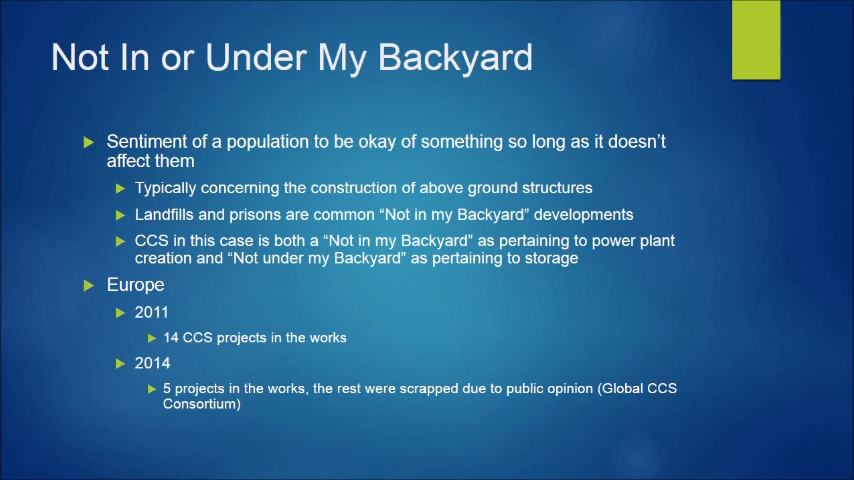 Not In or Under My Backyard
Sentiment of a population to be okay of something so long as it doesn’t
affect them
Typically concerning the construction of above ground structures
Landfills and prisons are common “Not in my Backyard” developments
CCS in this case is both a “Not in my Backyard” as pertaining to power plant
creation and “Not under my Backyard” as pertaining to storage
Europe
2011
14 CCS projects in the works
2014
5 projects in the works, the rest were scrapped due to public opinion (Global CCS
Consortium)